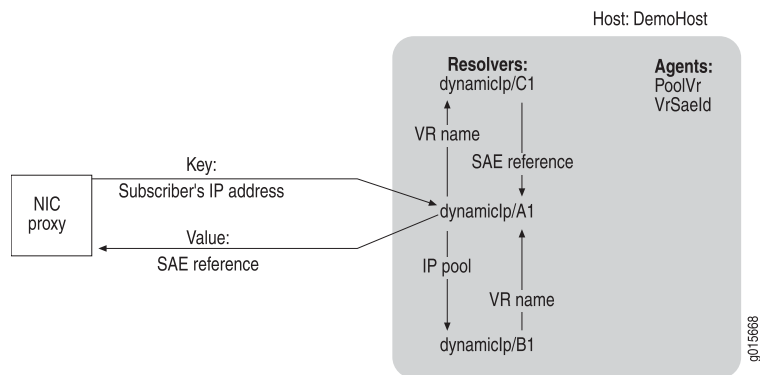 Host: DemoHost
Resolvers:
dynamicIp/C1
Agents:
PoolVr
VrSaeId
VR name
SAE reference
Key:
Subscriber's IP address
NIC
proxy
dynamicIp/A1
Value:
SAE reference
IP pool
VR name
dynamicIp/B1
g015668